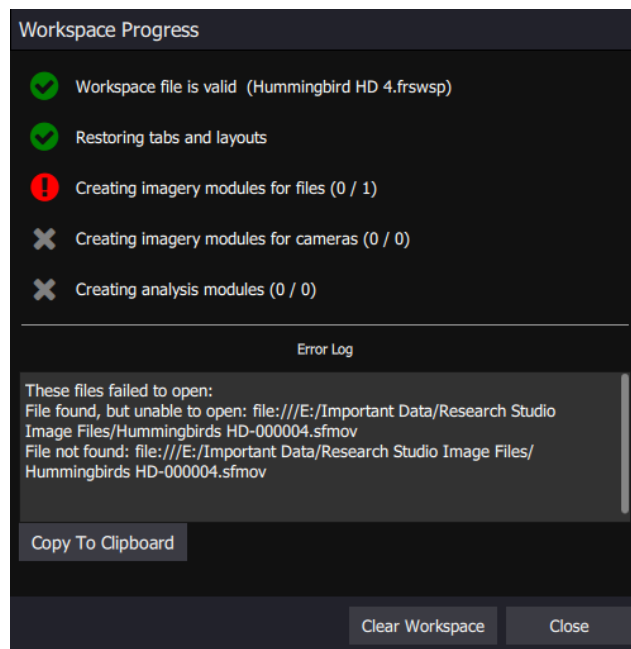 Workspace Progress
Workspace file is valid  (Hummingbird HD 4.frswsp)
Restoring tabs and layouts
Creating imagery modules for files (0 / 1)
Creating imagery modules for cameras (0 / 0)
Creating analysis modules (0 / 0)
Error Log
These files failed to open:
File found, but unable to open: file:///E:/Important Data/Research Studio
Image Files/Hummingbirds HD-000004.sfmov
File not found: file:///E:/Important Data/Research Studio Image Files/
Hummingbirds HD-000004.sfmov
Copy To Clipboard
Clear Workspace
Close